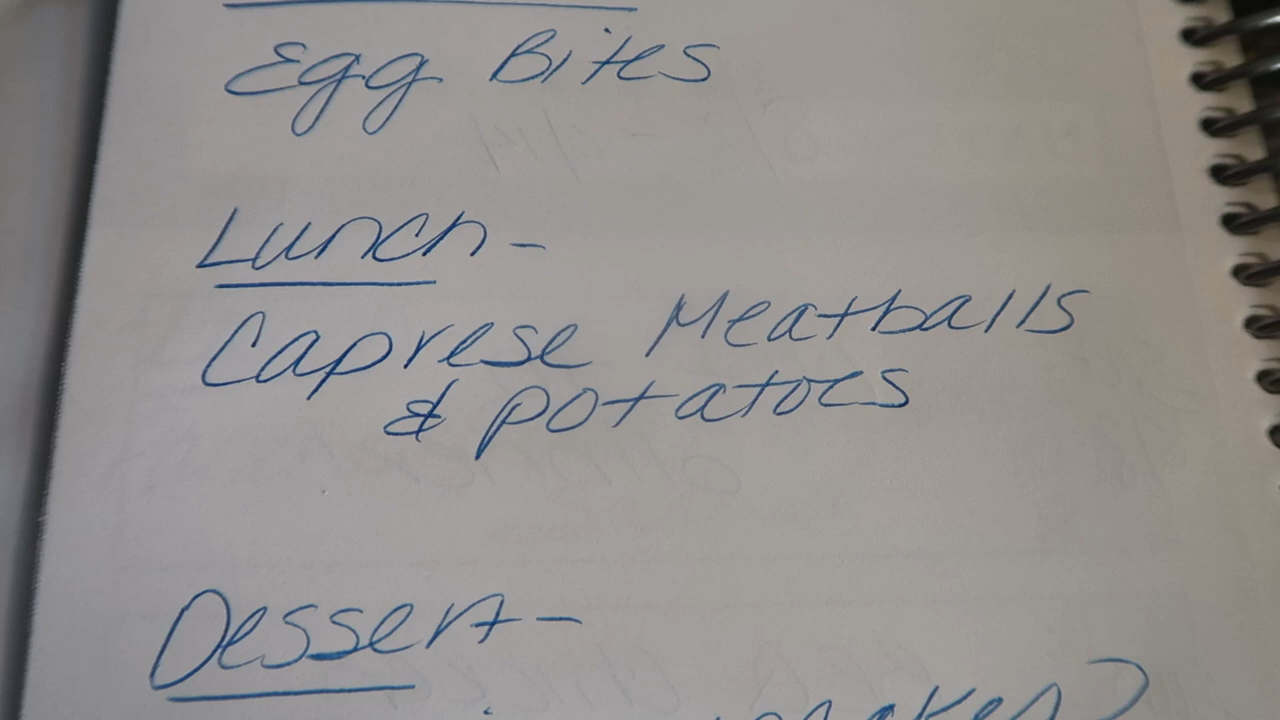 Egg Bites
Lunch-
Caprese Meatballs
& potatoes
Dessert-